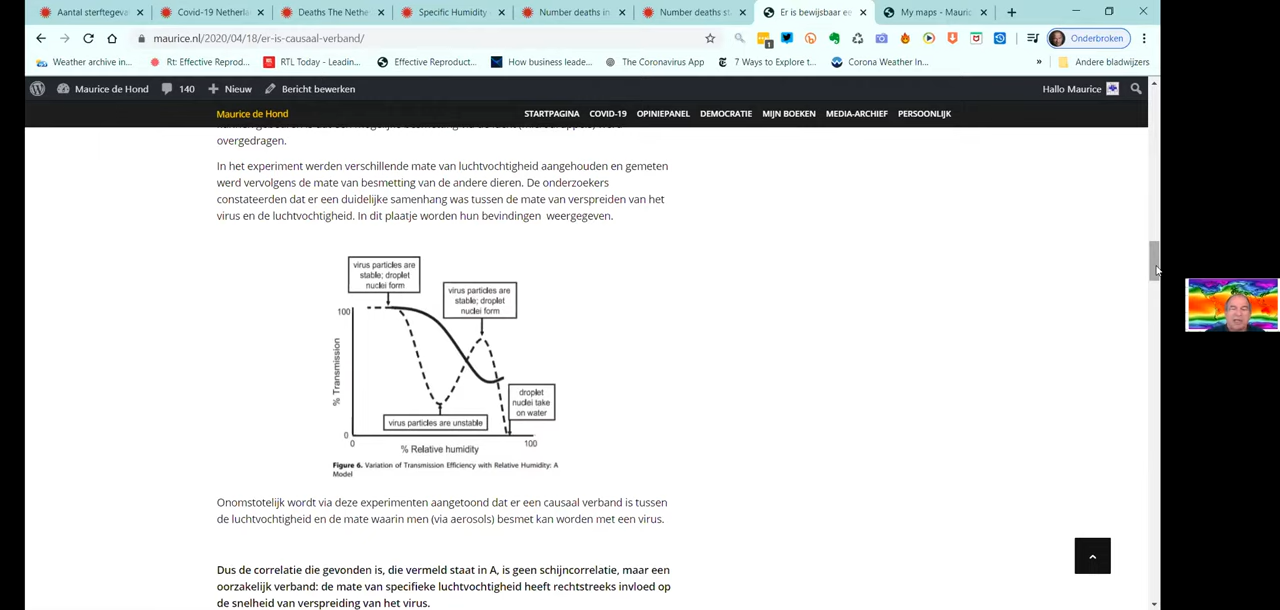 Aantal sterftegeva
Covid-19 Netherl
Deaths The Nethe
Specific Humidity
Number deaths in
Number deaths st
Er is bewijsbaar ee
My maps - Mauric
maurice.nl/2020/04/18/er-is-causaal-verband/
1
Onderbroken
Weather archive in...
Rt: Effective Reprod...
RTL Today - Leadin...
Effective Reproduct...
How business leade...
The Coronavirus App
7 Ways to Explore t...
Corona Weather In...
»
Andere bladwijzers
Maurice de Hond
140
Nieuw
Bericht bewerken
Hallo Maurice
Maurice de Hond
STARTPAGINA COVID-19 OPINIEPANEL DEMOCRATIE MIJN BOEKEN MEDIA-ARCHIEF PERSOONLIJK
overgedragen.
In het experiment werden verschillende mate van luchtvochtigheid aangehouden en gemeten
werd vervolgens de mate van besmetting van de andere dieren. De onderzoekers
constateerden dat er een duidelijke samenhang was tussen de mate van verspreiden van het
virus en de luchtvochtigheid. In dit plaatje worden hun bevindingen weergegeven.
virus particles are
stable; droplet
nuclei form
virus particles are
stable; droplet
nuclei form
100
% Transmission
droplet
nuclei take
on water
virus particles are unstable
0
0
100
% Relative humidity
Figure 6. Variation of Transmission Efficiency with Relative Humidity: A
Model
Onomstotelijk wordt via deze experimenten aangetoond dat er een causaal verband is tussen
de luchtvochtigheid en de mate waarin men (via aerosols) besmet kan worden met een virus.
Dus de correlatie die gevonden is, die vermeld staat in A, is geen schijncorrelatie, maar een
oorzakelijk verband: de mate van specifieke luchtvochtigheid heeft rechtstreeks invloed op
de snelheid van verspreiding van het virus.